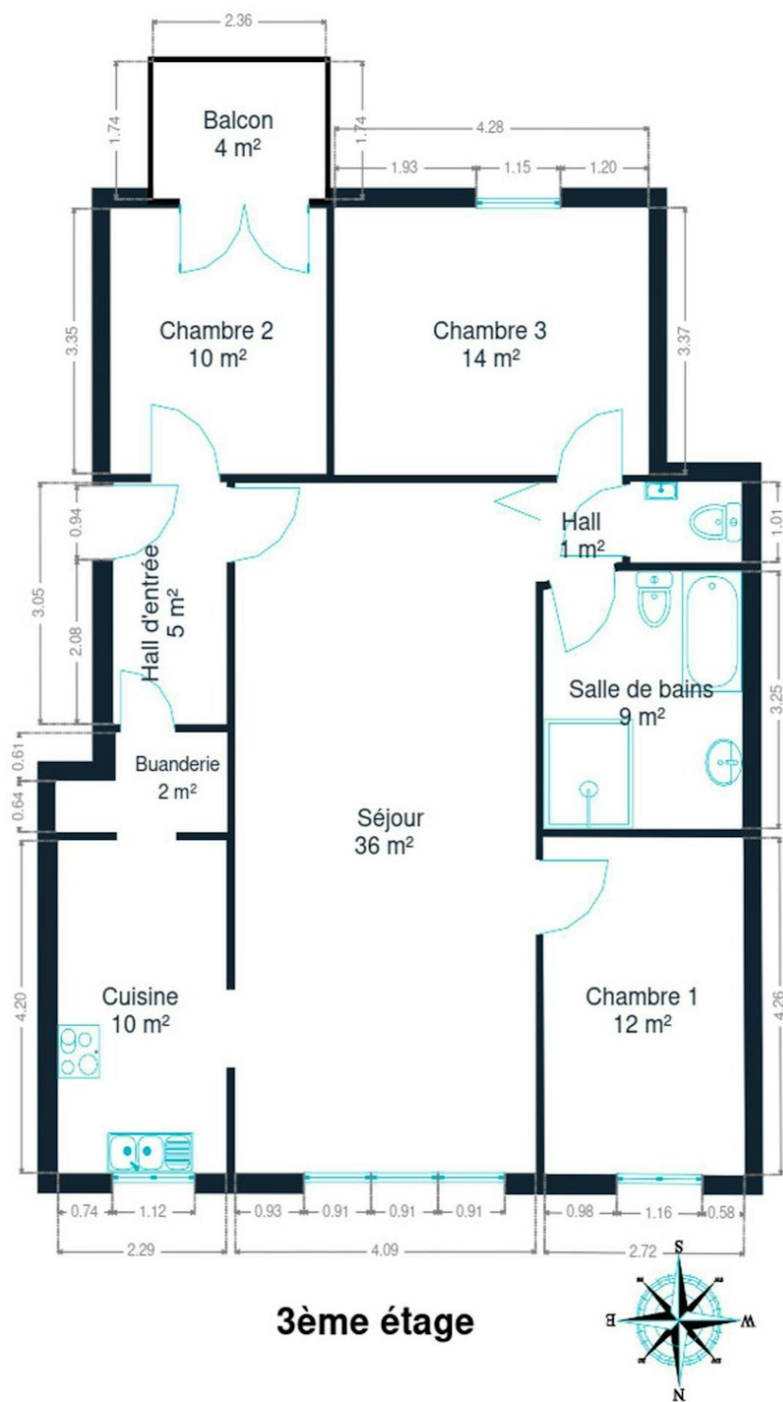 2.36
1.74
Balcon
4 m²
1.74
4.28
1.93
1.15
1.20
3.35
Chambre 2
10 m²
Chambre 3
14 m²
3.37
0.94
3.05
2.08
Hall d'entrée
5 m²
Hall
1 m²
1.01
Salle de bains
9 m²
3.25
0.61
0.64
Buanderie
2 m²
Séjour
36 m²
4.20
Cuisine
10 m²
Chambre 1
12 m²
4.26
0.74
1.12
0.93
0.91
0.91
0.91
0.98
1.16
0.58
2.29
4.09
2.72
3ème étage
S
E
W
N